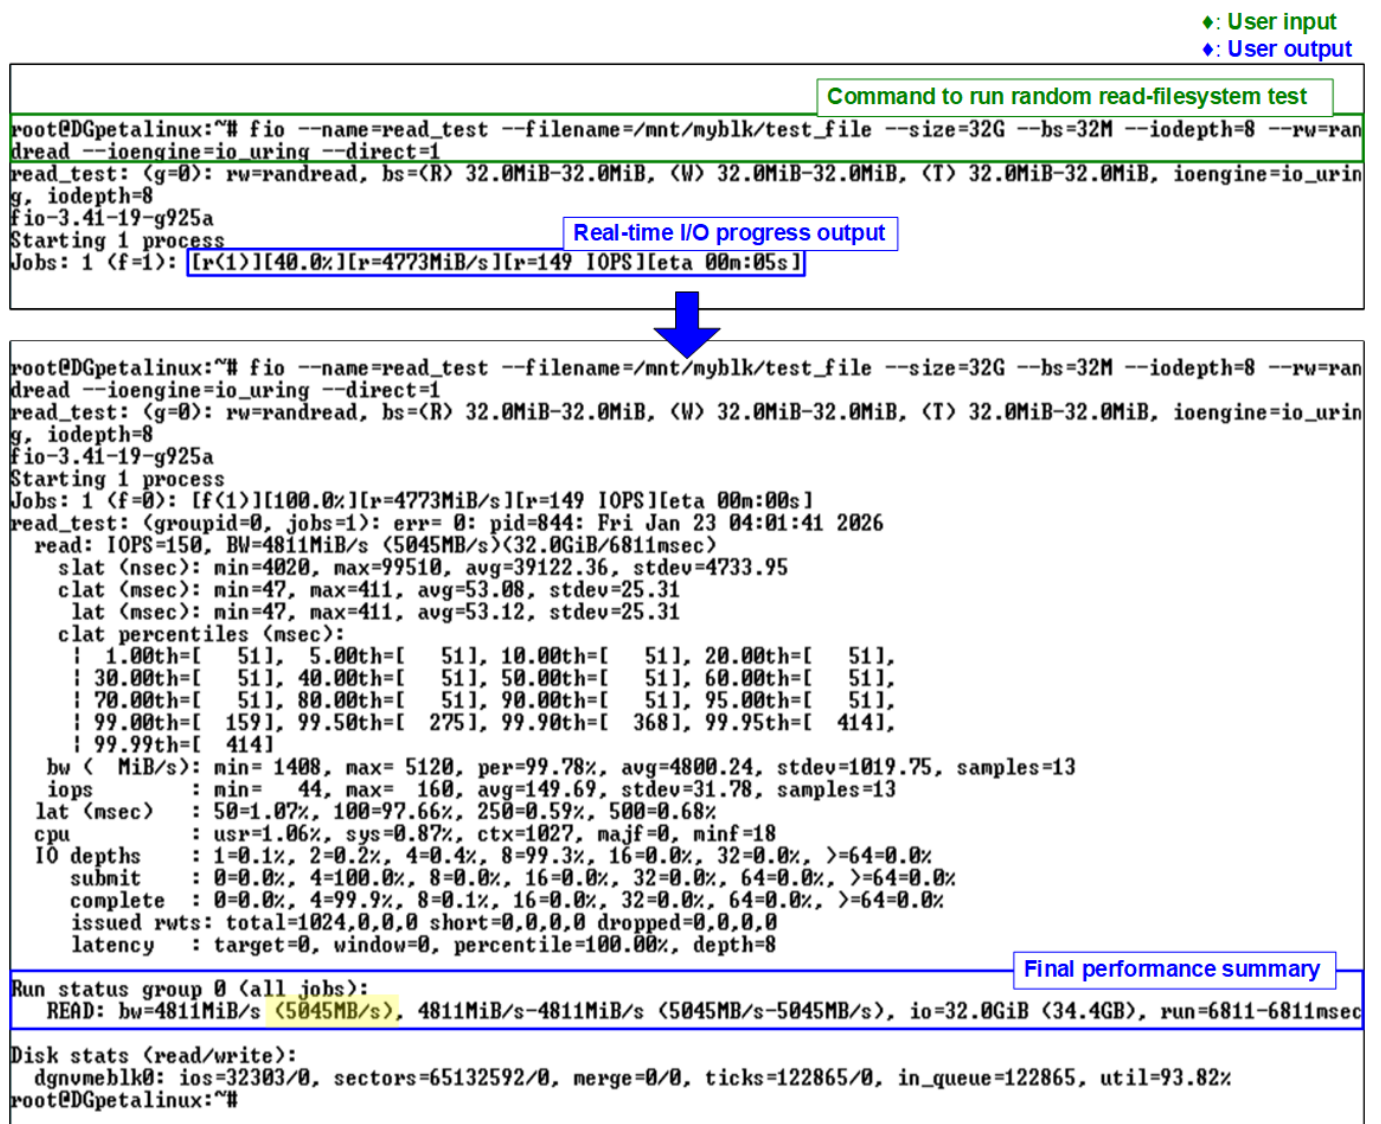 ♦: User input
♦: User output
Command to run random read-filesystem test
root@DGpetalinux:~# fio --name=read_test --filename=/mnt/myblk/test_file --size=32G --bs=32M --iodepth=8 --rw=ran
dread --ioengine=io_uring --direct=1
read_test: (g=0): rw=randread, bs=(R) 32.0MiB-32.0MiB, (W) 32.0MiB-32.0MiB, (T) 32.0MiB-32.0MiB, ioengine=io_urin
g, iodepth=8
fio-3.41-19-g925a
Starting 1 process
Real-time I/O progress output
Jobs: 1 (f=1): [r(1)][40.0%][r=4773MiB/s][r=149 IOPS][eta 00m:05s]
root@DGpetalinux:~# fio --name=read_test --filename=/mnt/myblk/test_file --size=32G --bs=32M --iodepth=8 --rw=ran
dread --ioengine=io_uring --direct=1
read_test: (g=0): rw=randread, bs=(R) 32.0MiB-32.0MiB, (W) 32.0MiB-32.0MiB, (T) 32.0MiB-32.0MiB, ioengine=io_urin
g, iodepth=8
fio-3.41-19-g925a
Starting 1 process
Jobs: 1 (f=0): [f(1)][100.0%][r=4773MiB/s][r=149 IOPS][eta 00m:00s]
read_test: (groupid=0, jobs=1): err= 0: pid=844: Fri Jan 23 04:01:41 2026
read: IOPS=150, BW=4811MiB/s (5045MB/s)(32.0GiB/6811msec)
slat (nsec): min=4020, max=99510, avg=39122.36, stdev=4733.95
clat (msec): min=47, max=411, avg=53.08, stdev=25.31
lat (msec): min=47, max=411, avg=53.12, stdev=25.31
clat percentiles (msec):
| 1.00th=[ 51], 5.00th=[ 51], 10.00th=[ 51], 20.00th=[ 51],
| 30.00th=[ 51], 40.00th=[ 51], 50.00th=[ 51], 60.00th=[ 51],
| 70.00th=[ 51], 80.00th=[ 51], 90.00th=[ 51], 95.00th=[ 51],
| 99.00th=[ 159], 99.50th=[ 275], 99.90th=[ 368], 99.95th=[ 414],
| 99.99th=[ 414]
bw ( MiB/s): min= 1408, max= 5120, per=99.78%, avg=4800.24, stdev=1019.75, samples=13
iops : min= 44, max= 160, avg=149.69, stdev=31.78, samples=13
lat (msec) : 50=1.07%, 100=97.66%, 250=0.59%, 500=0.68%
cpu : usr=1.06%, sys=0.87%, ctx=1027, majf=0, minf=18
IO depths : 1=0.1%, 2=0.2%, 4=0.4%, 8=99.3%, 16=0.0%, 32=0.0%, >=64=0.0%
submit : 0=0.0%, 4=100.0%, 8=0.0%, 16=0.0%, 32=0.0%, 64=0.0%, >=64=0.0%
complete : 0=0.0%, 4=99.9%, 8=0.1%, 16=0.0%, 32=0.0%, 64=0.0%, >=64=0.0%
issued rwts: total=1024,0,0,0 short=0,0,0,0 dropped=0,0,0,0
latency : target=0, window=0, percentile=100.00%, depth=8
Final performance summary
Run status group 0 (all jobs):
READ: bw=4811MiB/s (5045MB/s), 4811MiB/s-4811MiB/s (5045MB/s-5045MB/s), io=32.0GiB (34.4GB), run=6811-6811msec
Disk stats (read/write):
dgnvmeblk0: ios=32303/0, sectors=65132592/0, merge=0/0, ticks=122865/0, in_queue=122865, util=93.82%
root@DGpetalinux:~#